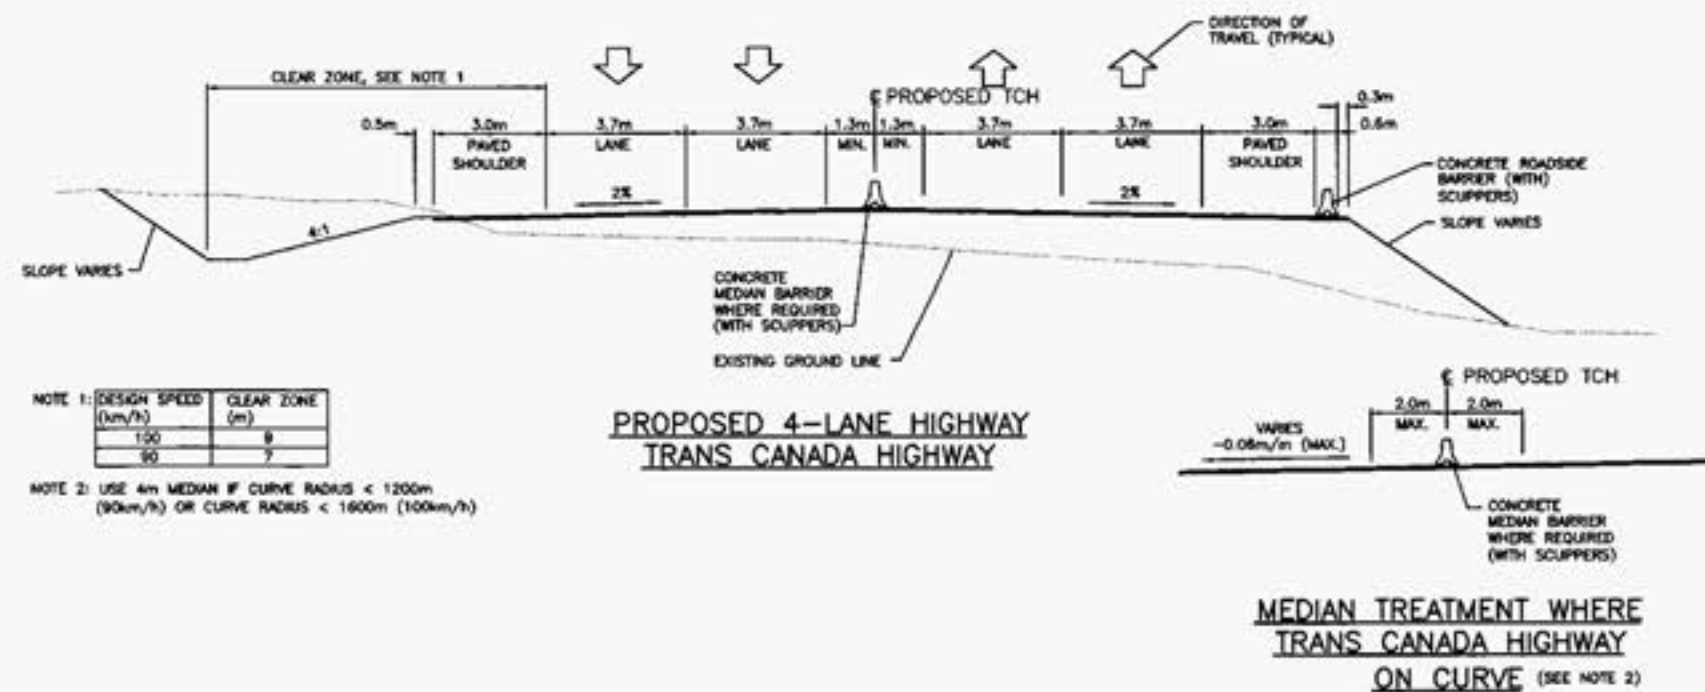 DIRECTION OF
TRAVEL (TYPICAL)
CLEAR ZONE, SEE NOTE 1
℄ PROPOSED TCH
0.5m
3.0m
PAVED
SHOULDER
3.7m
LANE
3.7m
LANE
1.3m
MIN.
1.3m
MIN.
3.7m
LANE
3.7m
LANE
3.0m
PAVED
SHOULDER
0.3m
0.6m
CONCRETE ROADSIDE
BARRIER (WITH)
SCUPPERS)
SLOPE VARIES
2%
2%
4:1
SLOPE VARIES
CONCRETE
MEDIAN BARRIER
WHERE REQUIRED
(WITH SCUPPERS)
EXISTING GROUND LINE
NOTE 1:
DESIGN SPEED (km/h)
CLEAR ZONE (m)
100
90 7
NOTE 2: USE 4m MEDIAN IF CURVE RADIUS < 1200m
(90km/h) OR CURVE RADIUS < 1600m (100km/h)
PROPOSED 4-LANE HIGHWAY
TRANS CANADA HIGHWAY
℄ PROPOSED TCH
2.0m
MAX.
2.0m
MAX.
VARIES
-0.06m/m (MAX.)
CONCRETE
MEDIAN BARRIER
WHERE REQUIRED
(WITH SCUPPERS)
MEDIAN TREATMENT WHERE
TRANS CANADA HIGHWAY
ON CURVE (SEE NOTE 2)